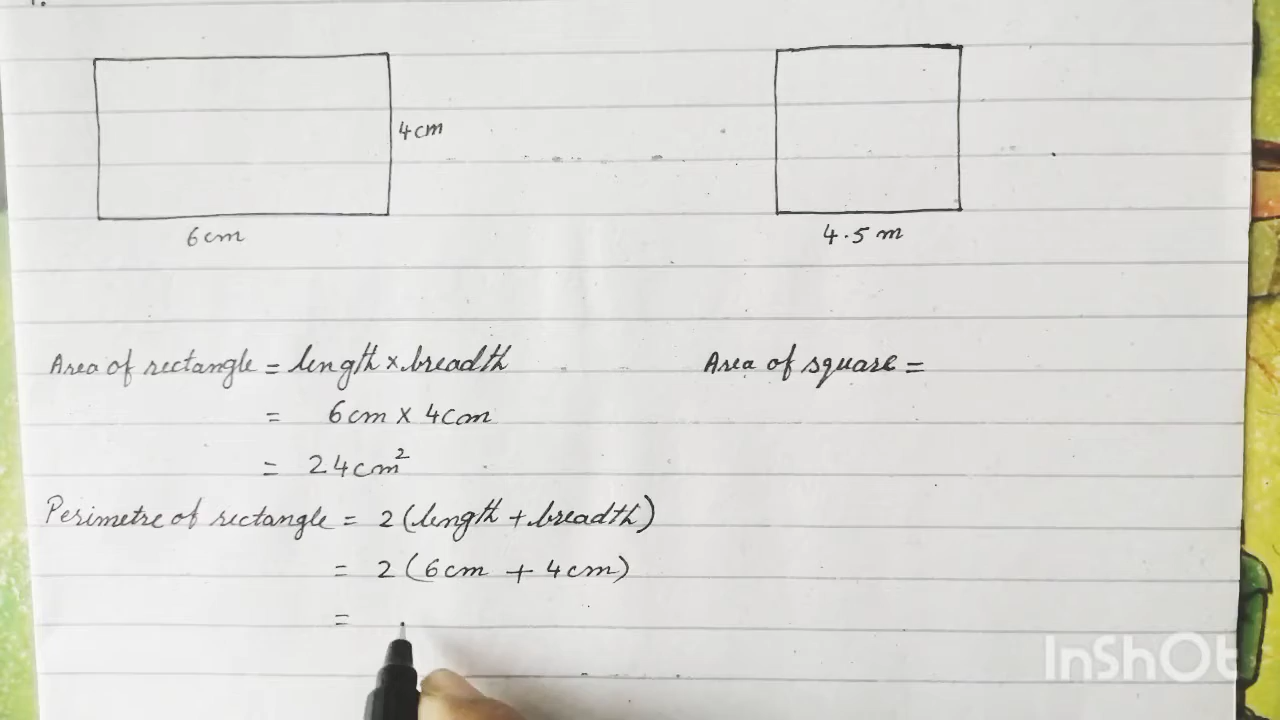 4cm
6cm
4.5 m
Area of rectangle = length × breadth
= 6cm × 4cm
= 24cm²
Perimetre of rectangle = 2 (length + breadth)
= 2 (6cm + 4cm)
=
Area of square =
InShOt